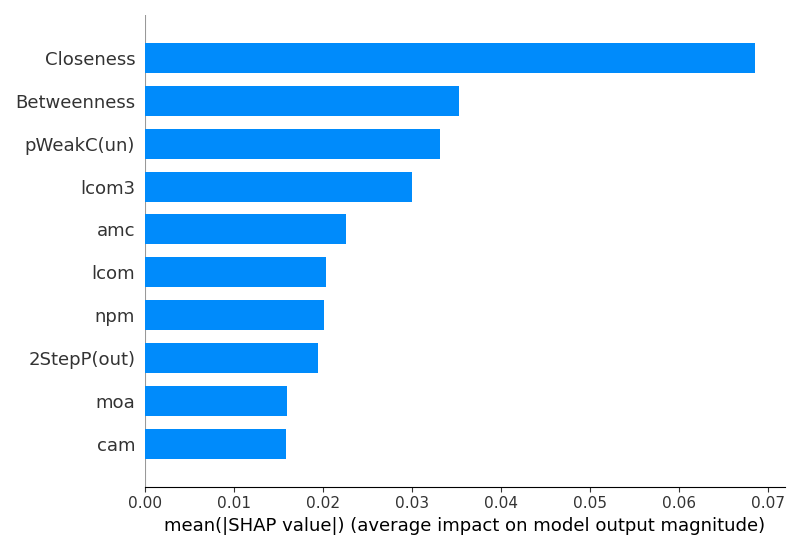 Closeness
Betweenness
pWeakC(un)
lcom3
amc
lcom
npm
2StepP(out)
moa
cam
0.00 0.01 0.02 0.03 0.04 0.05 0.06 0.07
mean(|SHAP value|) (average impact on model output magnitude)